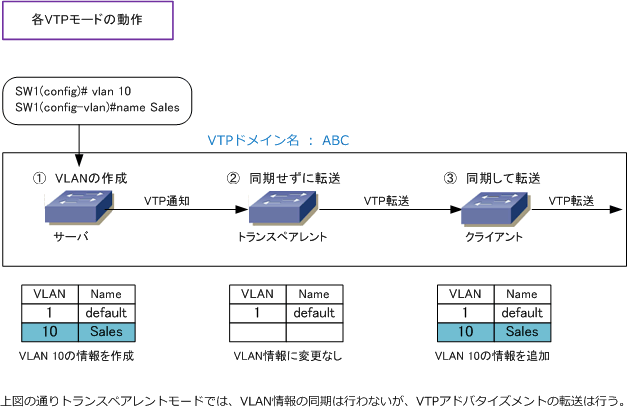 各VTPモードの動作
SW1(config)# vlan 10
SW1(config-vlan)#name Sales
VTPドメイン名 : ABC
① VLANの作成
② 同期せずに転送
③ 同期して転送
VTP通知
VTP転送
VTP転送
サーバ
トランスペアレント
クライアント
VLAN Name
1 default
10 Sales
VLAN 10の情報を作成
VLAN Name
1 default
VLAN情報に変更なし
VLAN Name
1 default
10 Sales
VLAN 10の情報を追加
上図の通りトランスペアレントモードでは、VLAN情報の同期は行わないが、VTPアドバタイズメントの転送は行う。